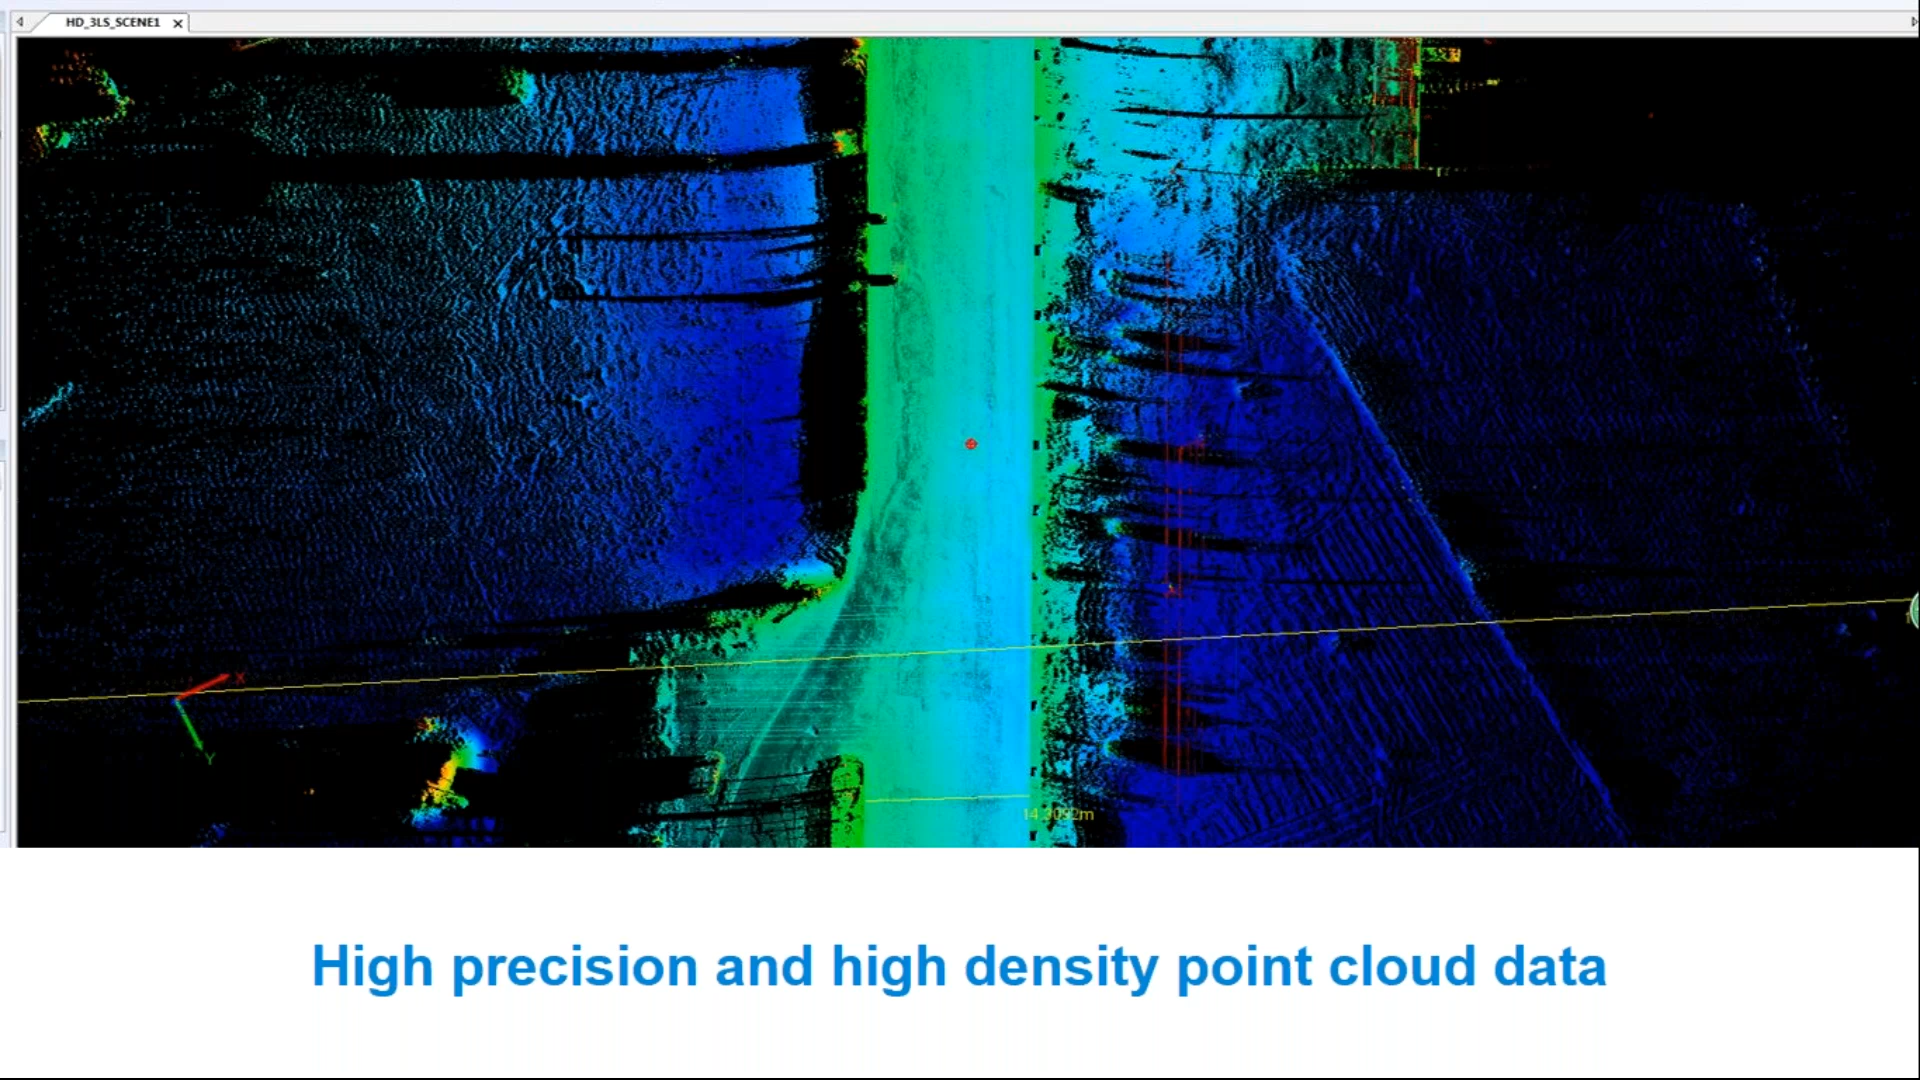 HD_3LS_SCENE1
X
Y
High precision and high density point cloud data